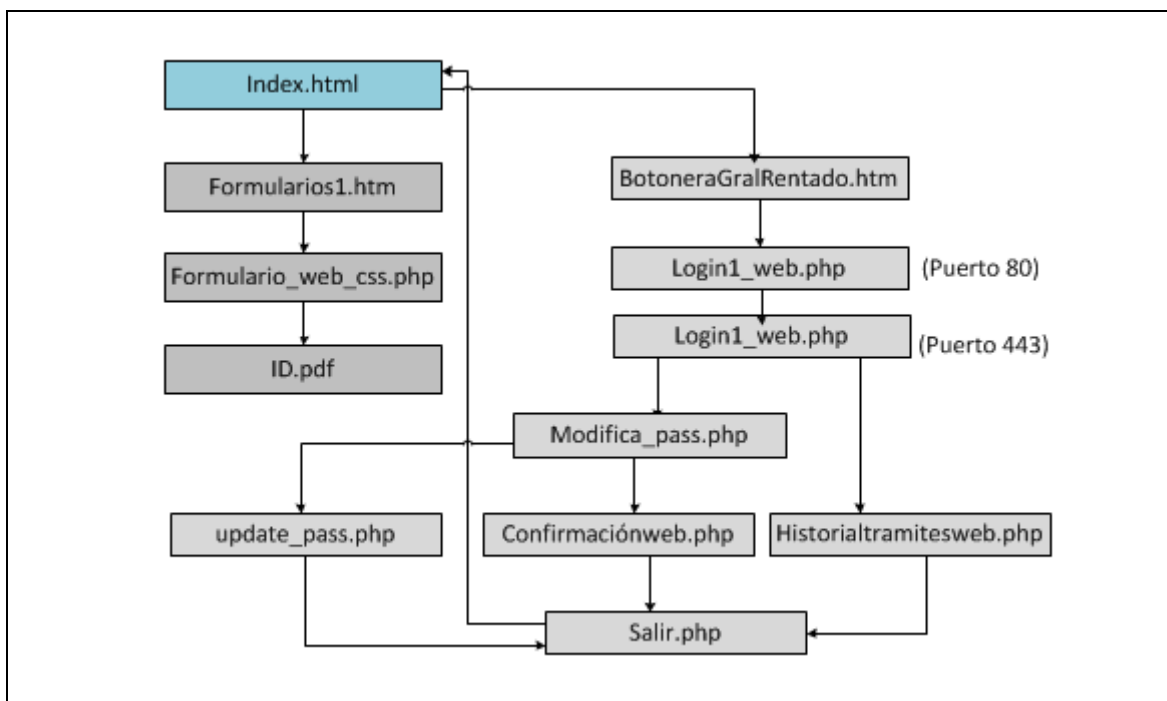 Index.html
Formularios1.htm
BotoneraGralRentado.htm
Formulario_web_css.php
Login1_web.php (Puerto 80)
Login1_web.php (Puerto 443)
ID.pdf
Modifica_pass.php
update_pass.php
Confirmaciónweb.php
Historialtramitesweb.php
Salir.php